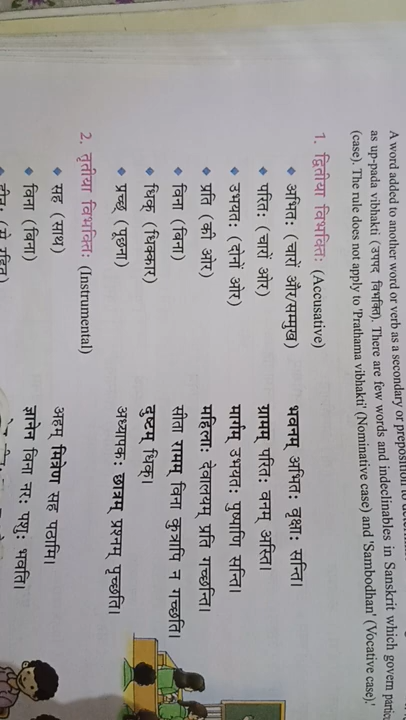 A word added to another word or verb as a secondary or preposition to
as up-pada vibhakti (उपपद विभक्ति). There are few words and indeclinables in Sanskrit which govern
(case). The rule does not apply to 'Prathama vibhakti' (Nominative case) and 'Sambodhan' (Vocative case).'
1. द्वितीया विभक्तिः (Accusative)
◆ अभितः (चारों ओर/सम्मुख) भवनम् अभितः वृक्षाः सन्ति।
◆ परितः (चारों ओर) ग्रामम् परितः वनम् अस्ति।
◆ उभयतः (दोनों ओर) मार्गम् उभयतः पुष्पाणि सन्ति।
◆ प्रति (की ओर) महिलाः देवालयम् प्रति गच्छन्ति।
◆ विना (बिना) सीता रामम् विना कुत्रापि न गच्छति।
◆ धिक् (धिक्कार) दुष्टम् धिक्।
◆ प्रच्छ् (पूछना) अध्यापकः छात्रम् प्रश्नम् पृच्छति।
2. तृतीया विभक्तिः (Instrumental)
◆ सह (साथ) अहम् मित्रेण सह पठामि।
◆ विना (बिना) ज्ञानेन विना नरः पशुः भवति।